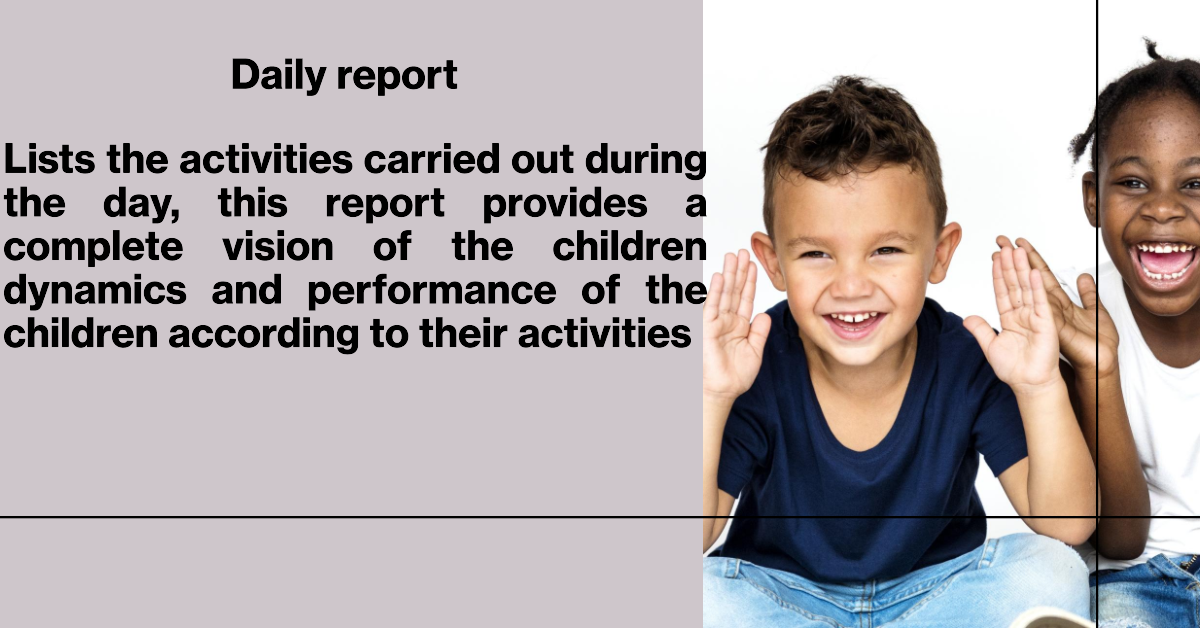 Daily report
Lists the activities carried out during
the day, this report provides a
complete vision of the children
dynamics and performance of the
children according to their activities